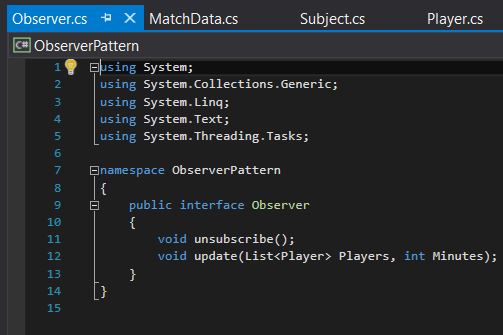 Observer.cs MatchData.cs Subject.cs Player.cs
C# ObserverPattern
1 using System;
2 using System.Collections.Generic;
3 using System.Linq;
4 using System.Text;
5 using System.Threading.Tasks;
6
7 namespace ObserverPattern
8 {
9 public interface Observer
10 {
11 void unsubscribe();
12 void update(List<Player> Players, int Minutes);
13 }
14 }
15